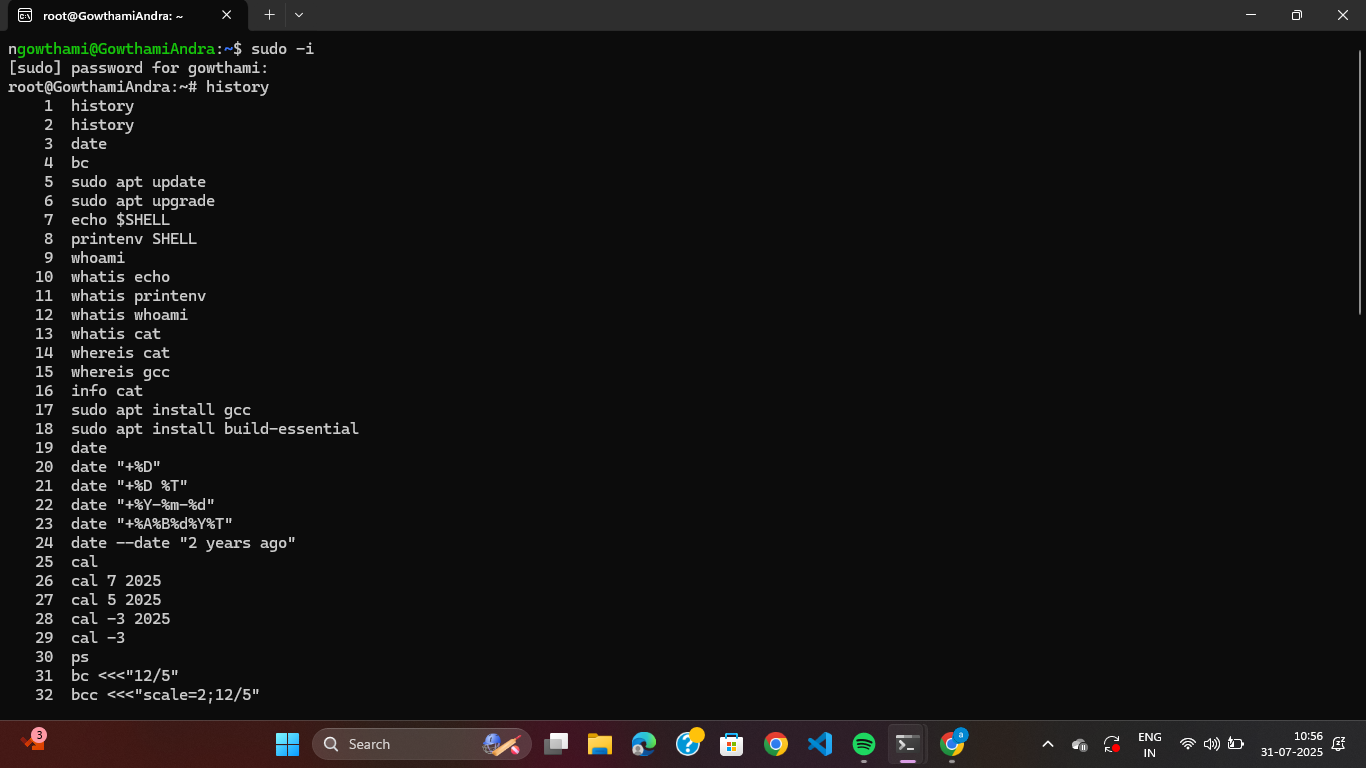 root@GowthamiAndra: ~
ngowthami@GowthamiAndra:~$ sudo -i
[sudo] password for gowthami:
root@GowthamiAndra:~# history
1 history
2 history
3 date
4 bc
5 sudo apt update
6 sudo apt upgrade
7 echo $SHELL
8 printenv SHELL
9 whoami
10 whatis echo
11 whatis printenv
12 whatis whoami
13 whatis cat
14 whereis cat
15 whereis gcc
16 info cat
17 sudo apt install gcc
18 sudo apt install build-essential
19 date
20 date "+%D"
21 date "+%D %T"
22 date "+%Y-%m-%d"
23 date "+%A%B%d%Y%T"
24 date --date "2 years ago"
25 cal
26 cal 7 2025
27 cal 5 2025
28 cal -3 2025
29 cal -3
30 ps
31 bc <<<"12/5"
32 bcc <<<"scale=2;12/5"
3
Search
a
ENG
IN
10:56
31-07-2025